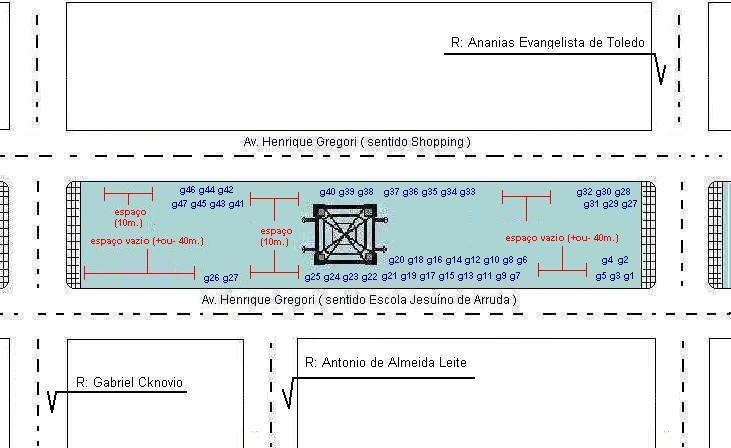 R: Ananias Evangelista de Toledo
Av. Henrique Gregori ( sentido Shopping )
g46 g44 g42
g40 g39 g38
g37 g36 g35 g34 g33
g32 g30 g28
g47 g45 g43 g41
g31 g29 g27
espaço
(10m.)
espaço
(10m.)
espaço vazio (+ou- 40m.)
espaço vazio (+ou- 40m.)
g20 g18 g16 g14 g12 g10 g8 g6
g4 g2
g26 g27
g25 g24 g23 g22
g21 g19 g17 g15 g13 g11 g9 g7
g5 g3 g1
Av. Henrique Gregori ( sentido Escola Jesuíno de Arruda )
R: Antonio de Almeida Leite
R: Gabriel Cknovio